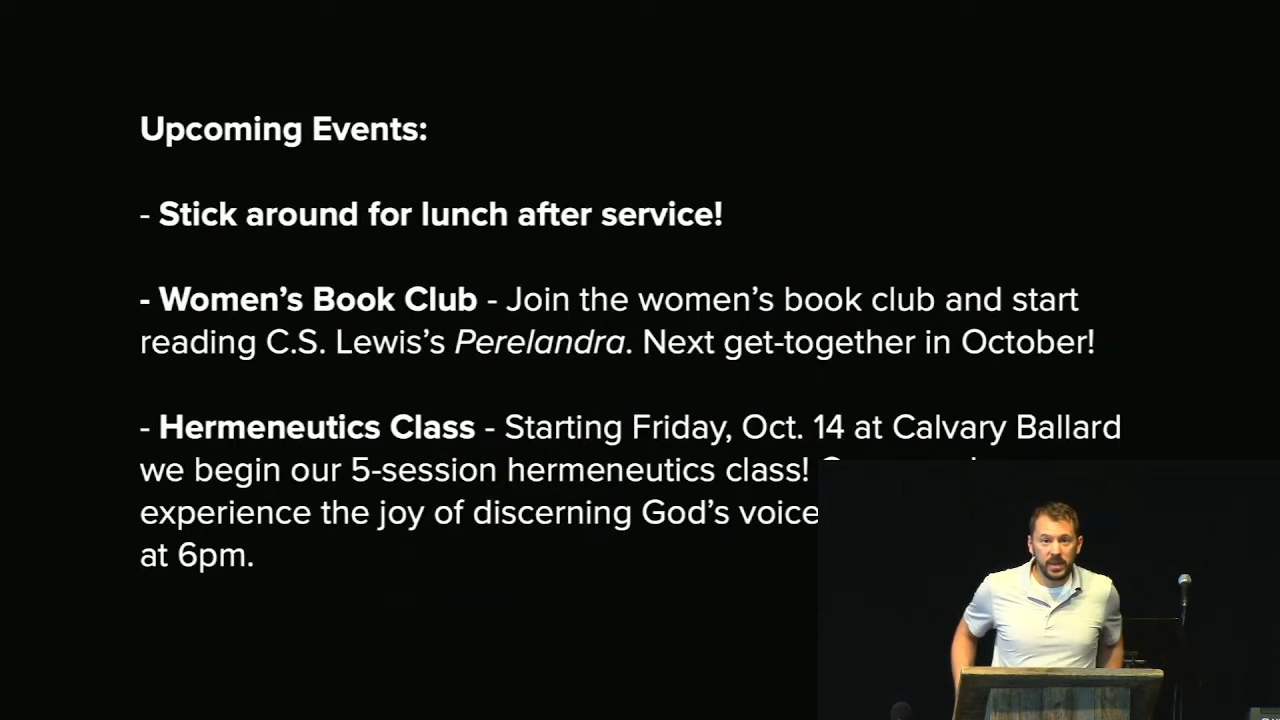 Upcoming Events:
- Stick around for lunch after service!
- Women’s Book Club - Join the women’s book club and start
reading C.S. Lewis’s Perelandra. Next get-together in October!
- Hermeneutics Class - Starting Friday, Oct. 14 at Calvary Ballard
we begin our 5-session hermeneutics class!
experience the joy of discerning God’s voice
at 6pm.